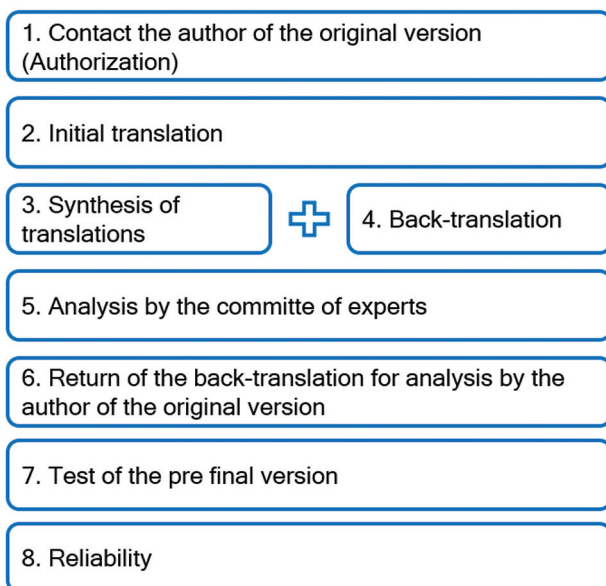 1. Contact the author of the original version
(Authorization)
2. Initial translation
3. Synthesis of
translations
4. Back-translation
5. Analysis by the committe of experts
6. Return of the back-translation for analysis by the
author of the original version
7. Test of the pre final version
8. Reliability